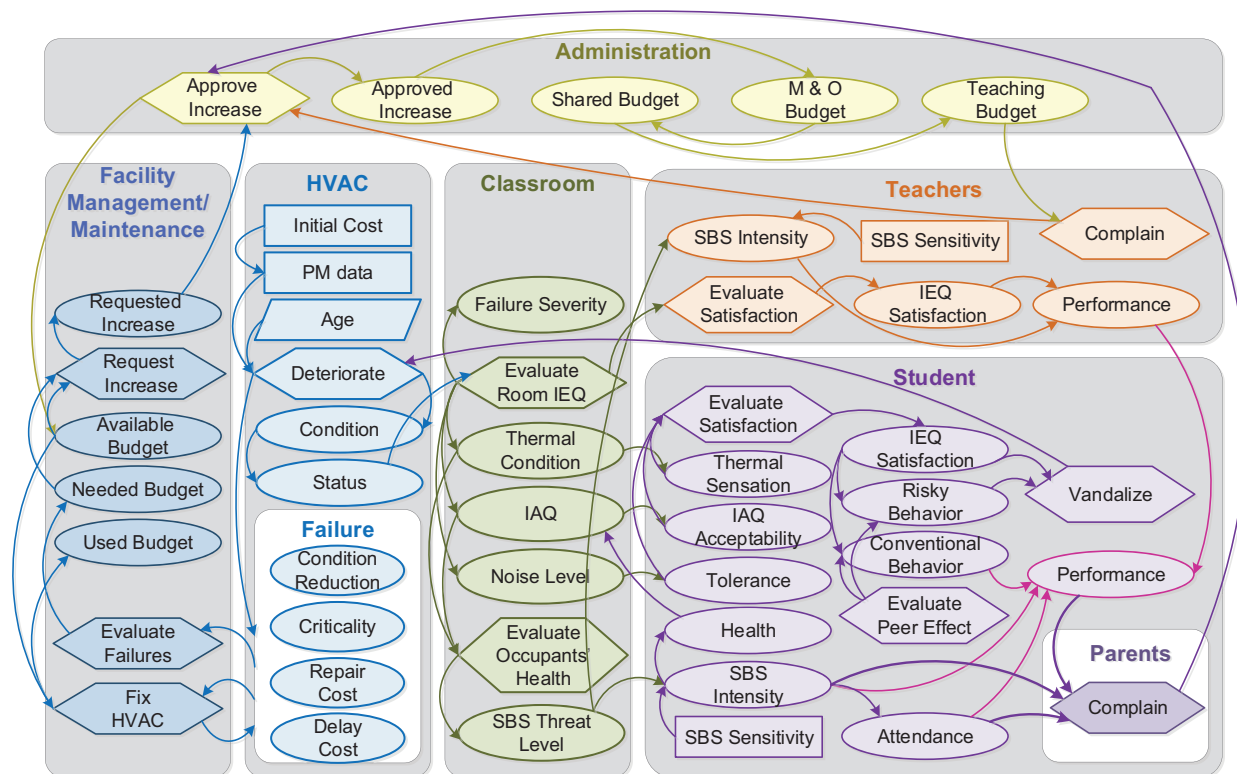 Administration
Approve
Increase
Approved
Increase
Shared Budget
M & O
Budget
Teaching
Budget
Facility
Management/
Maintenance
Requested
Increase
Request
Increase
Available
Budget
Needed Budget
Used Budget
Evaluate
Failures
Fix
HVAC
HVAC
Initial Cost
PM data
Age
Deteriorate
Condition
Status
Failure
Condition
Reduction
Criticality
Repair
Cost
Delay
Cost
Classroom
Failure Severity
Evaluate
Room IEQ
Thermal
Condition
IAQ
Noise Level
Evaluate
Occupants'
Health
SBS Threat
Level
Teachers
SBS Intensity
SBS Sensitivity
Complain
Evaluate
Satisfaction
IEQ
Satisfaction
Performance
Student
Evaluate
Satisfaction
Thermal
Sensation
IAQ
Acceptability
Tolerance
Health
SBS
Intensity
SBS Sensitivity
IEQ
Satisfaction
Risky
Behavior
Conventional
Behavior
Evaluate
Peer Effect
Attendance
Vandalize
Performance
Parents
Complain